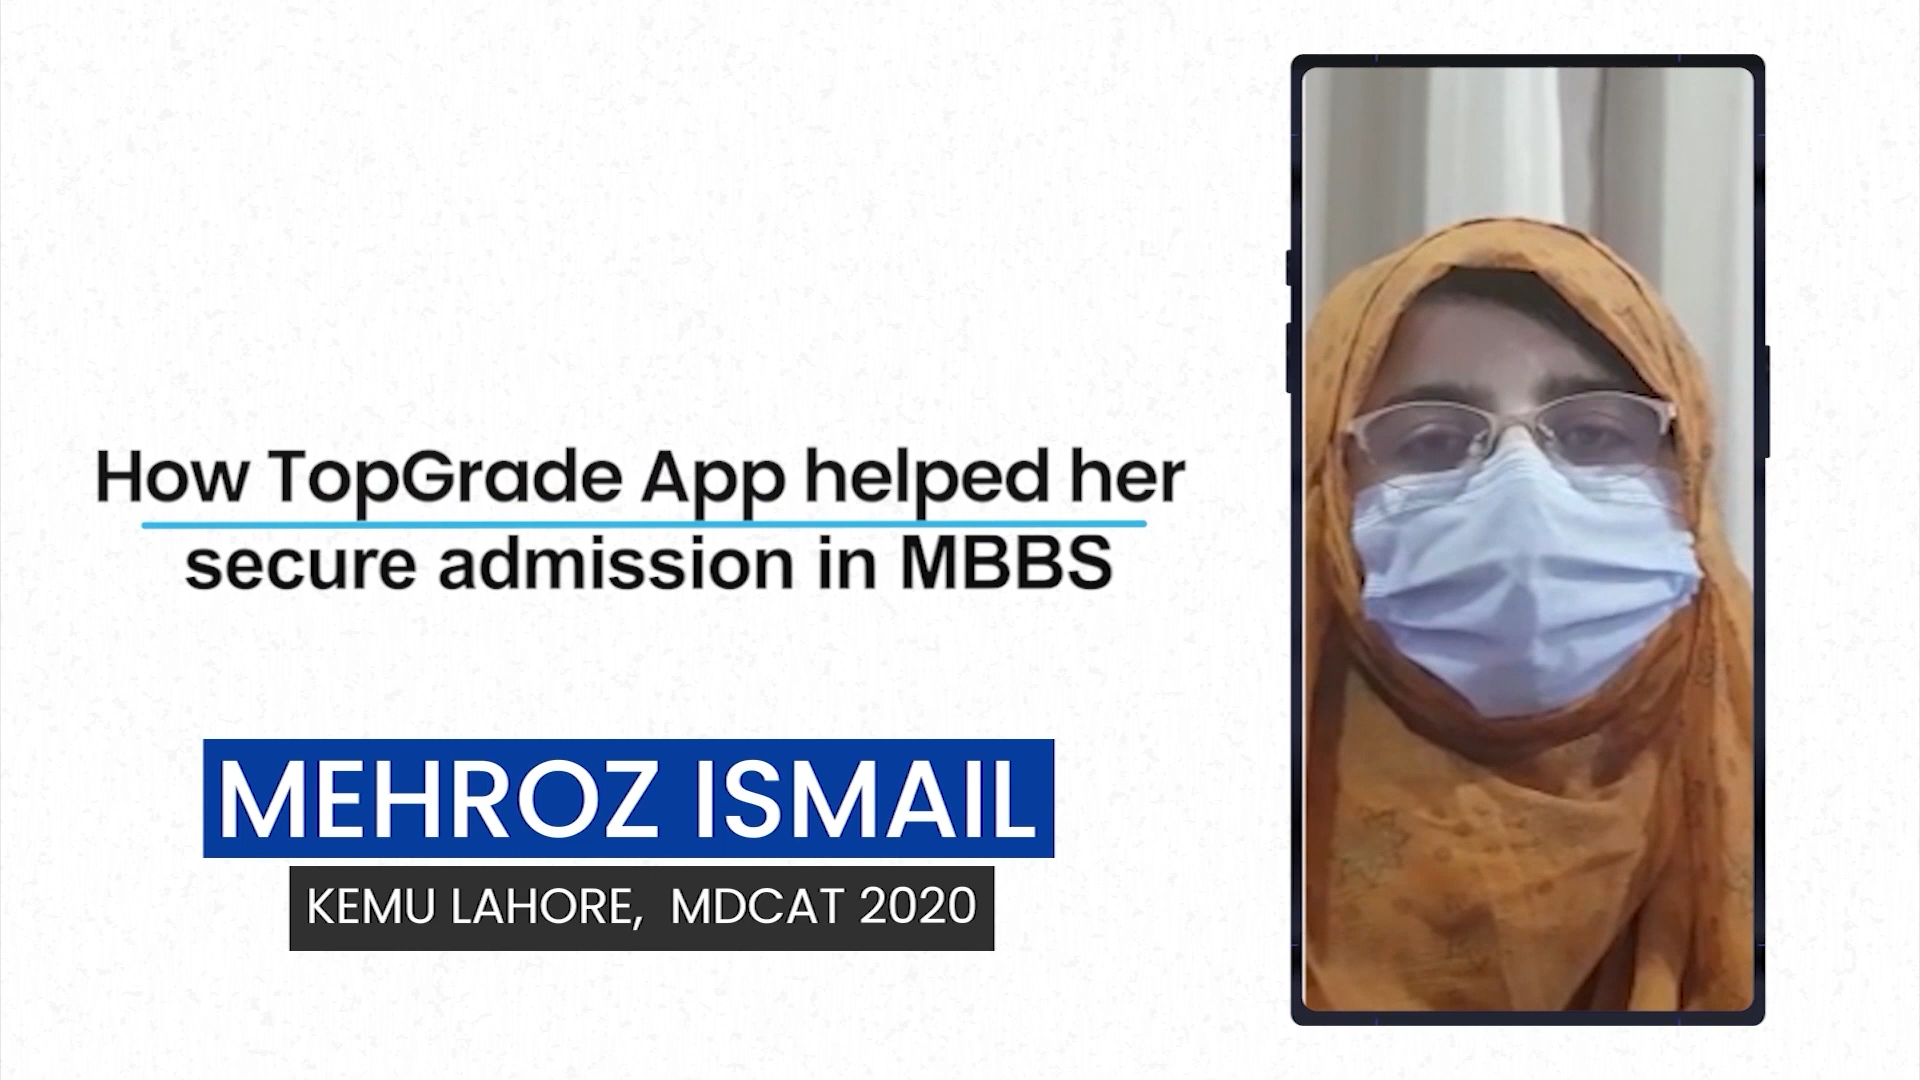 How TopGrade App helped her
secure admission in MBBS
MEHROZ ISMAIL
KEMU LAHORE, MDCAT 2020